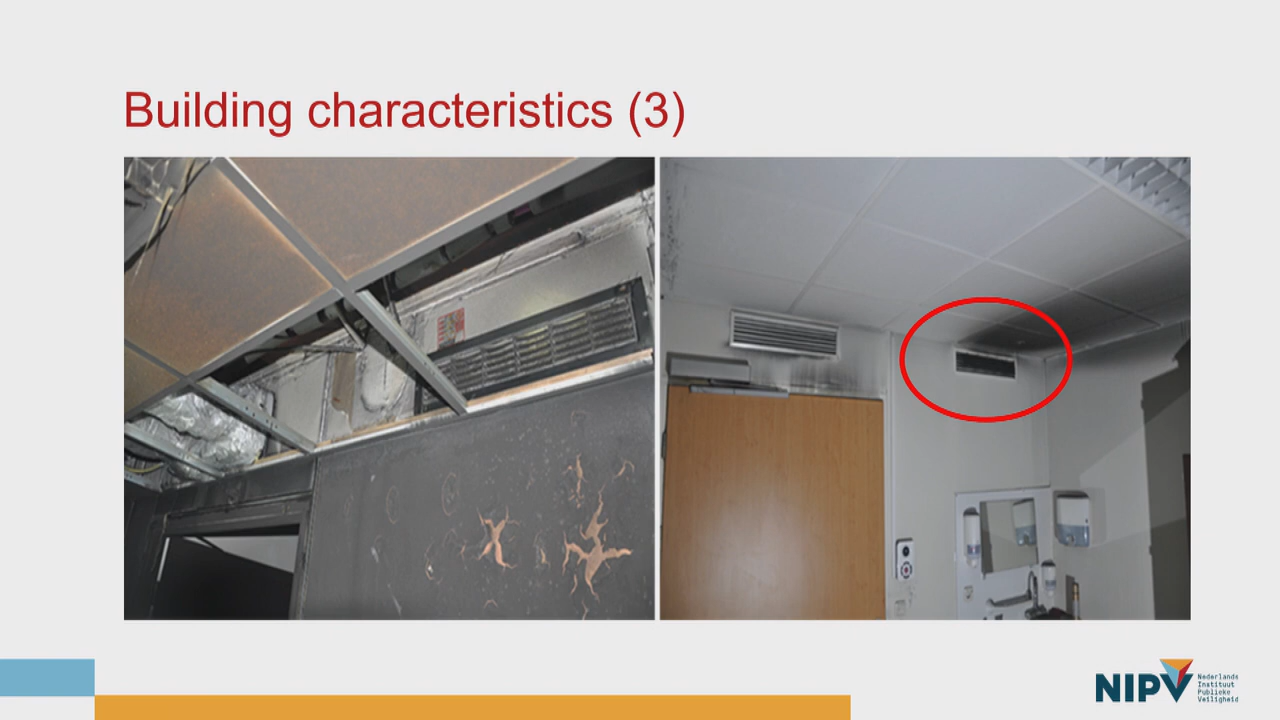 Building characteristics (3)
NIPV
Nederlands
Instituut
Publieke
Veiligheid